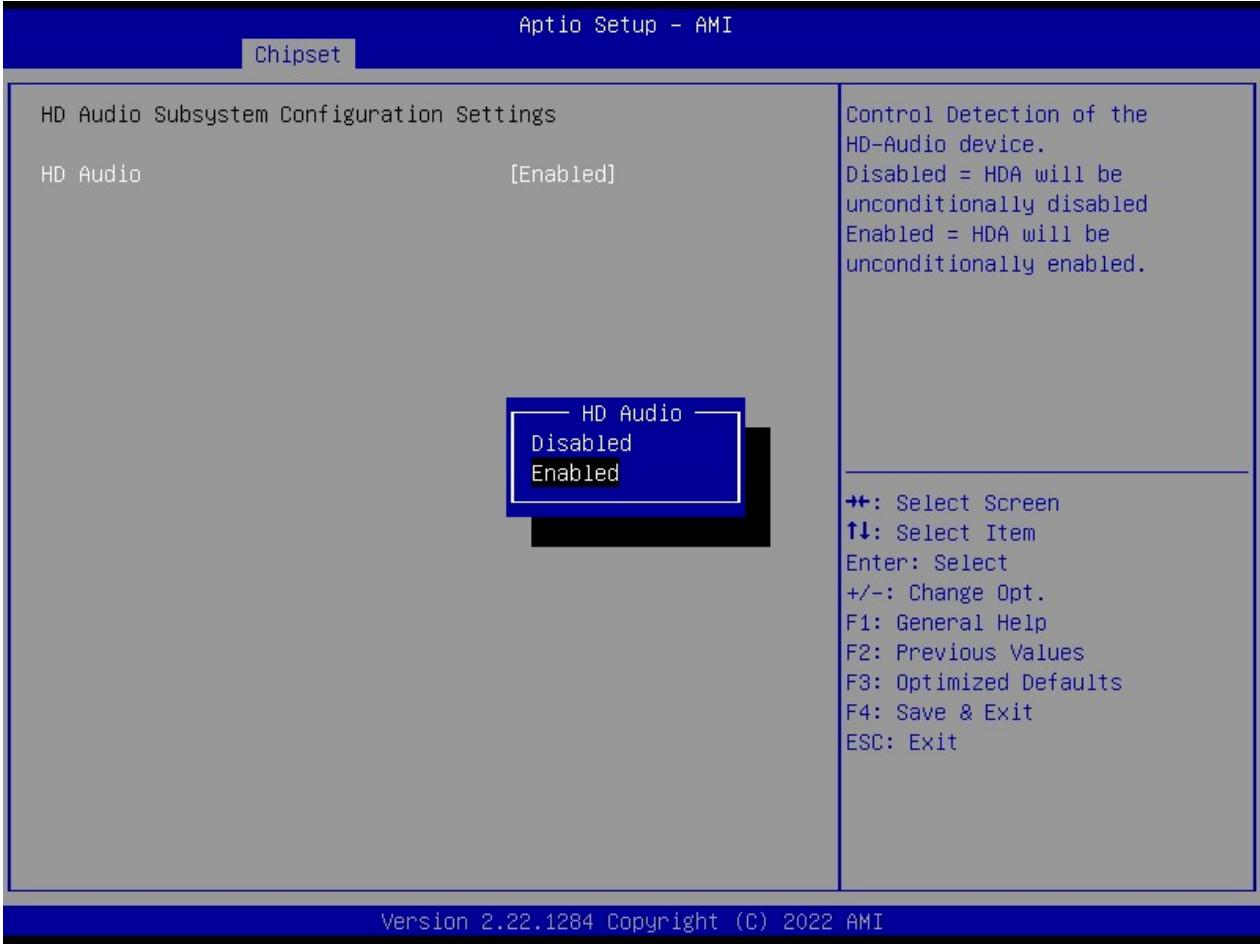 Aptio Setup - AMI
Chipset
HD Audio Subsystem Configuration Settings
HD Audio [Enabled]
Control Detection of the
HD-Audio device.
Disabled = HDA will be
unconditionally disabled
Enabled = HDA will be
unconditionally enabled.
HD Audio
Disabled
Enabled
→←: Select Screen
↑↓: Select Item
Enter: Select
+/-: Change Opt.
F1: General Help
F2: Previous Values
F3: Optimized Defaults
F4: Save & Exit
ESC: Exit
Version 2.22.1284 Copyright (C) 2022 AMI